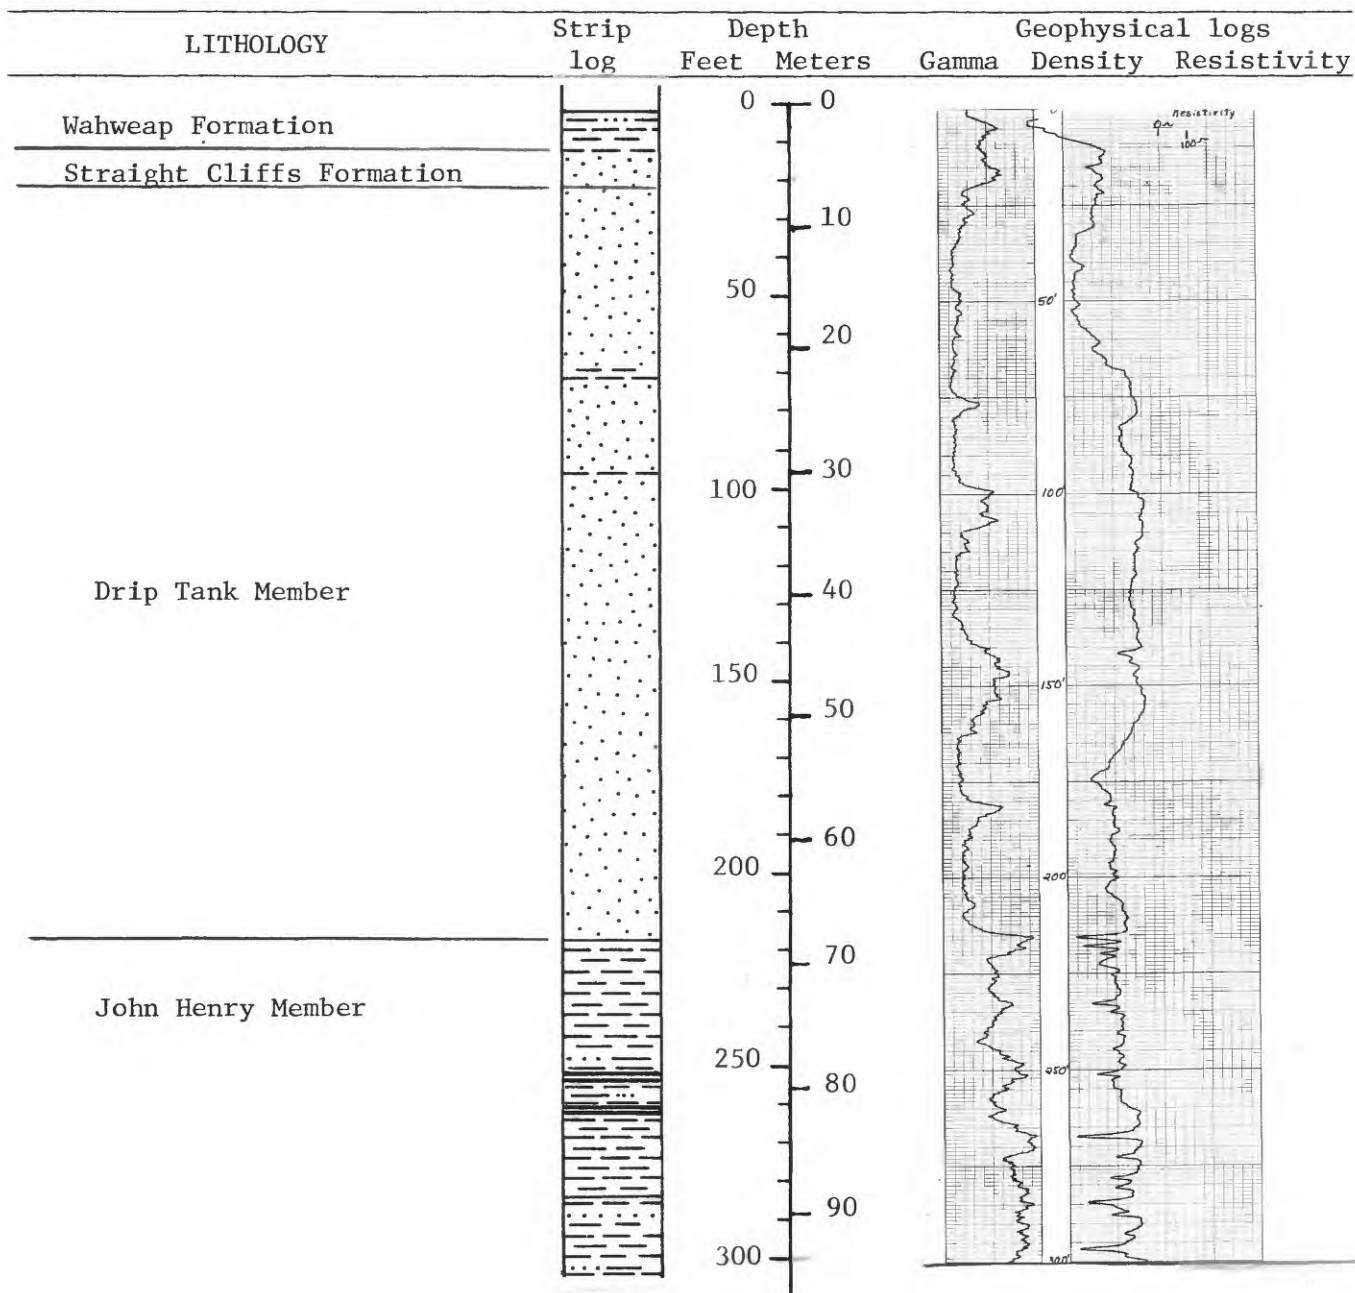 LITHOLOGY
Strip log
Depth
Feet Meters
Geophysical logs
Gamma Density Resistivity
0 0
Wahweap Formation
Resistivity
100
Straight Cliffs Formation
10
50 50'
20
30
100 100'
Drip Tank Member
40
150 150'
50
60
200 200'
70
John Henry Member
250 250'
80
90
300 300'